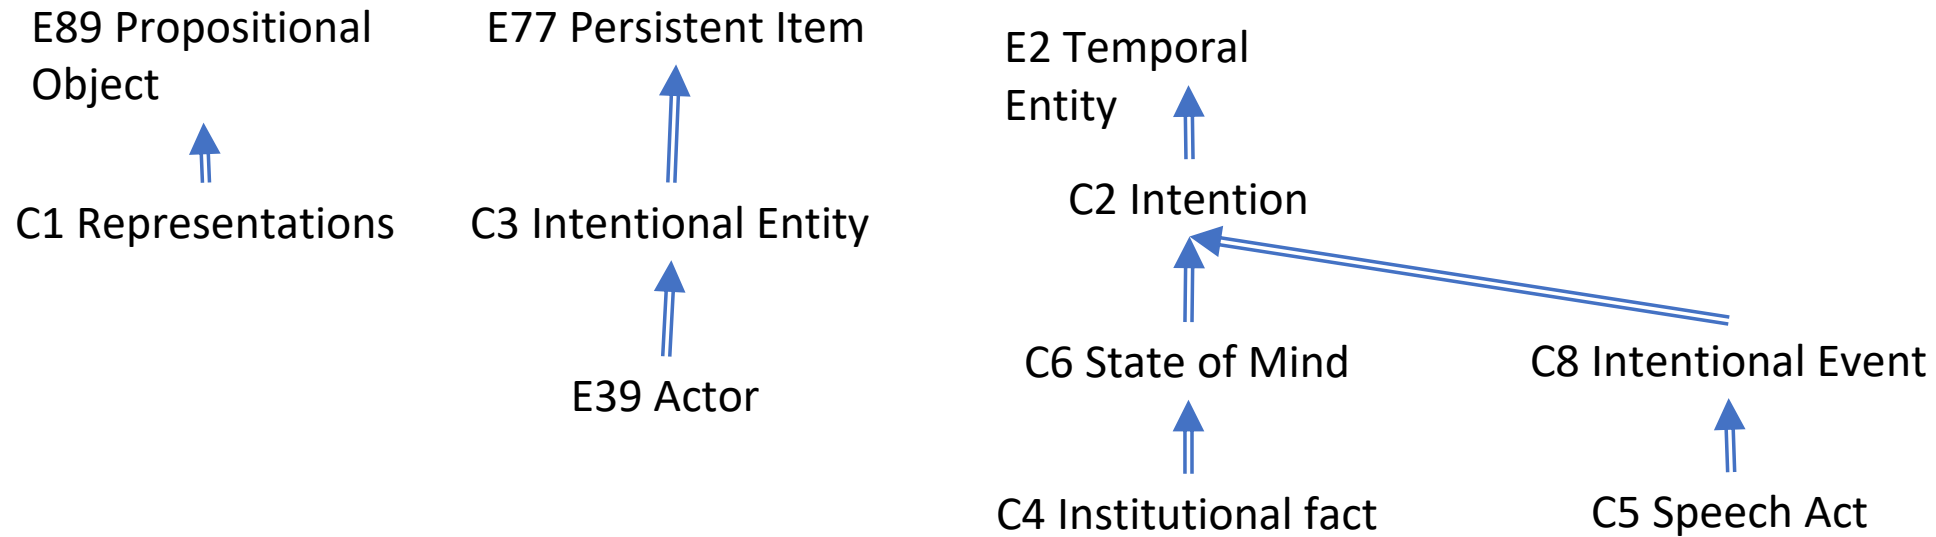 E89 Propositional
Object
E77 Persistent Item
E2 Temporal
Entity
C1 Representations
C3 Intentional Entity
C2 Intention
E39 Actor
C6 State of Mind
C8 Intentional Event
C4 Institutional fact
C5 Speech Act